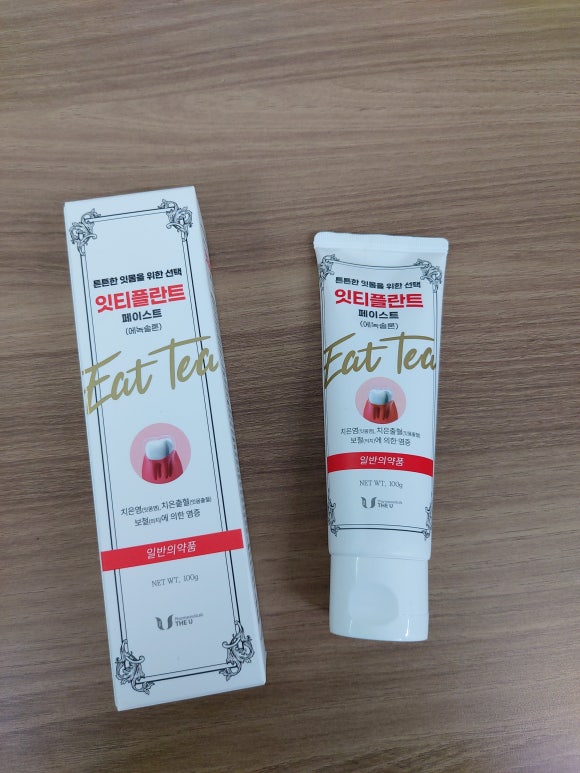 튼튼한 잇몸을 위한 선택
잇티플란트
페이스트
(에녹솔론)
Eat Tea
치은염(잇몸염), 치은출혈(잇몸출혈)
보철(의치)에 의한 염증
일반의약품
NET WT. 100g
Pharmaceuticals
THE U
튼튼한 잇몸을 위한 선택
잇티플란트
페이스트
(에녹솔론)
Eat Tea
치은염(잇몸염), 치은출혈(잇몸출혈)
보철(의치)에 의한 염증
일반의약품
NET WT. 100g
Pharmaceuticals
THE U